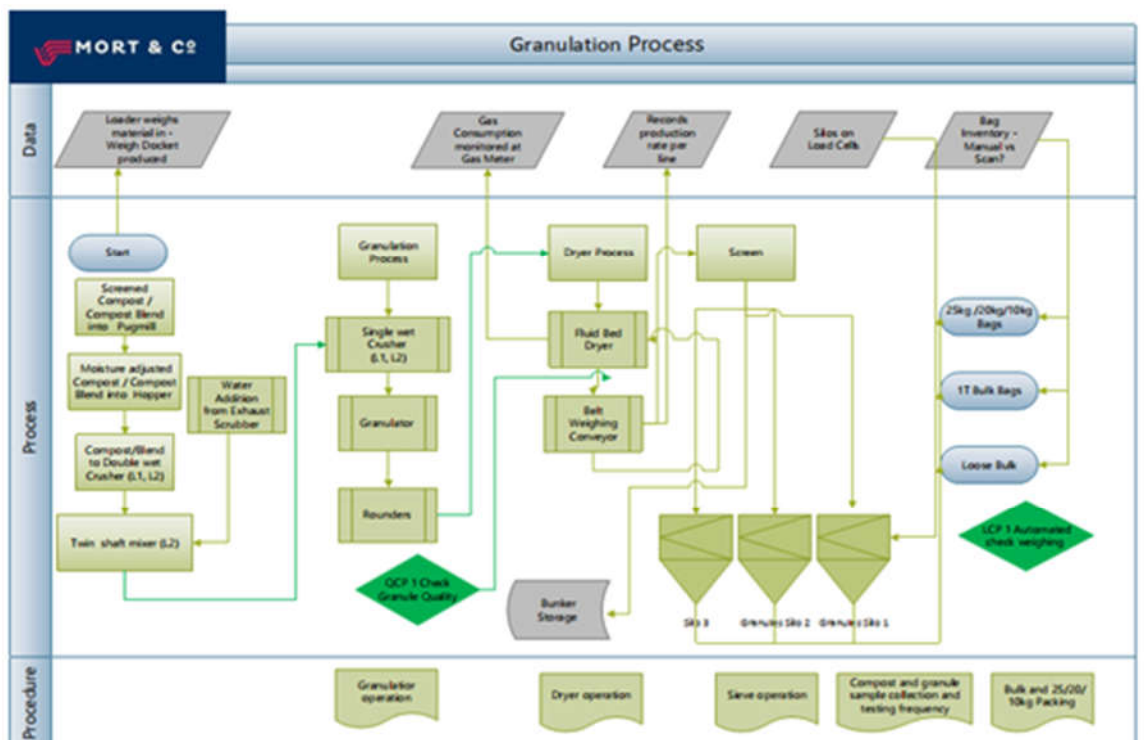 MORT & Cº
Granulation Process
Data
Loader weighs
material in -
Weigh Docket
produced
Gas
Consumption
monitored at
Gas Meter
Records
production
rate per
line
Silos on
Load Cells
Bag
Inventory -
Manual vs
Scan?
Process
Start
Screened
Compost /
Compost Blend
into Pugmill
Moisture adjusted
Compost / Compost
Blend into Hopper
Water
Addition
from Exhaust
Scrubber
Compost/Blend
to Double wet
Crusher (L1, L2)
Twin shaft mixer (L2)
Granulation
Process
Single wet
Crusher
(L1, L2)
Granulator
Rounders
QCP 1 Check
Granule Quality
Dryer Process
Fluid Bed
Dryer
Belt
Weighing
Conveyor
Bunker
Storage
Screen
Silo 3
Granules Silo 2
Granules Silo 1
25kg /20kg/10kg
Bags
1T Bulk Bags
Loose Bulk
LCP 1 Automated
check weighing
Procedure
Granulation
operation
Dryer operation
Sieve operation
Compost and granule
sample collection and
testing frequency
Bulk and 25/20/
10kg Packing